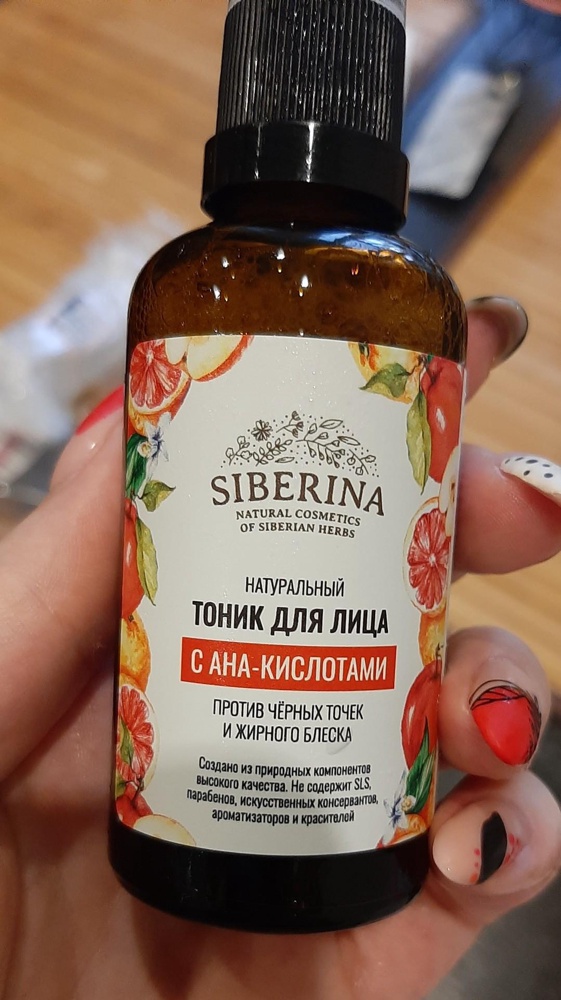 SIBERINA
NATURAL COSMETICS
OF SIBERIAN HERBS
НАТУРАЛЬНЫЙ
ТОНИК ДЛЯ ЛИЦА
С АНА-КИСЛОТАМИ
ПРОТИВ ЧЁРНЫХ ТОЧЕК
И ЖИРНОГО БЛЕСКА
Создано из природных компонентов
высокого качества. Не содержит SLS,
парабенов, искусственных консервантов,
ароматизаторов и красителей